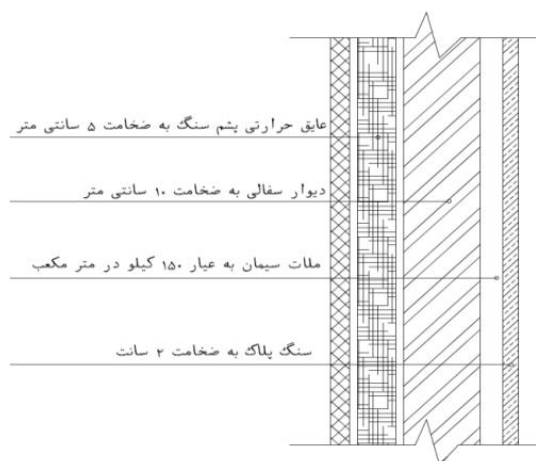 عایق حرارتی پشم سنگ به ضخامت ۵ سانتی متر
دیوار سفالی به ضخامت ۱۰ سانتی متر
ملات سیمان به عیار ۱۵۰ کیلو در متر مکعب
سنگ پلاک به ضخامت ۲ سانت